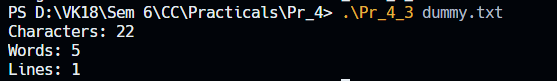 PS D:\VK18\Sem 6\CC\Practicals\Pr_4> .\Pr_4_3 dummy.txt
Characters: 22
Words: 5
Lines: 1